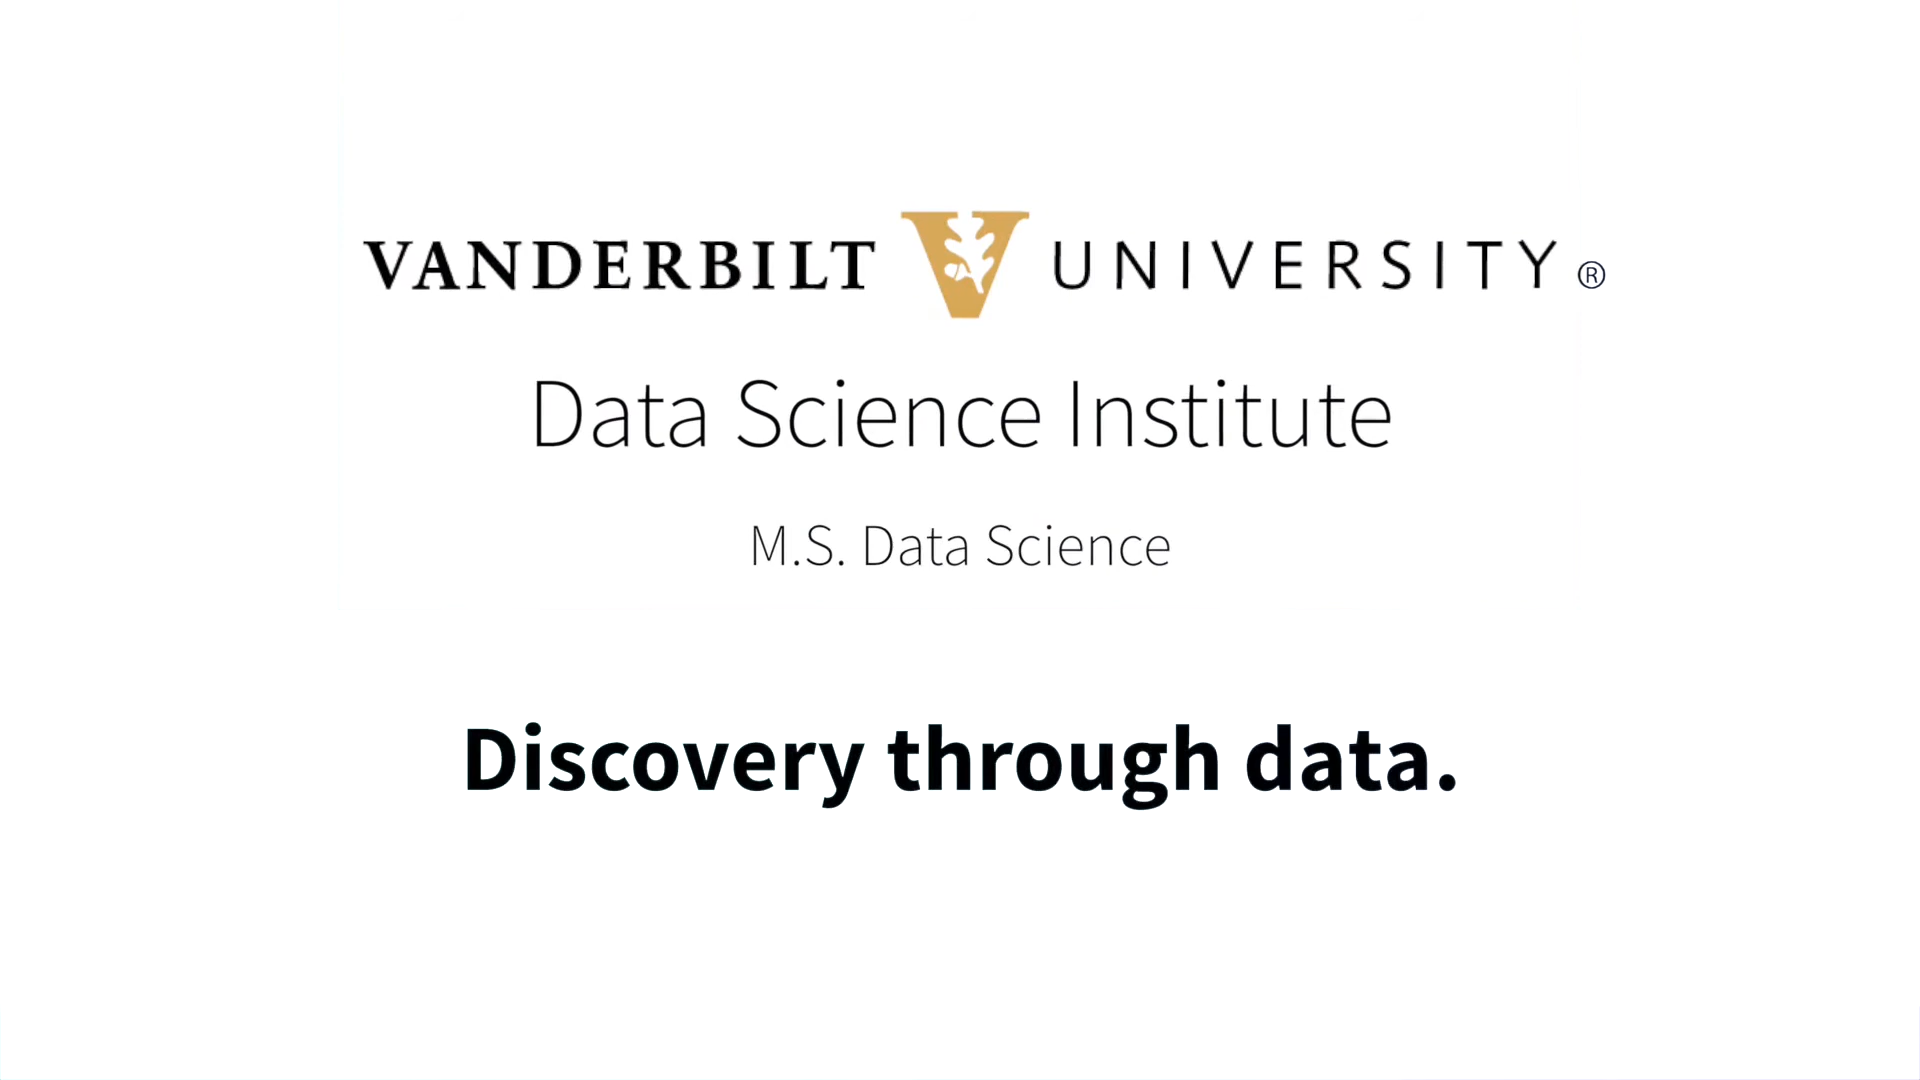 VANDERBILT V UNIVERSITY ®
Data Science Institute
M.S. Data Science
Discovery through data.